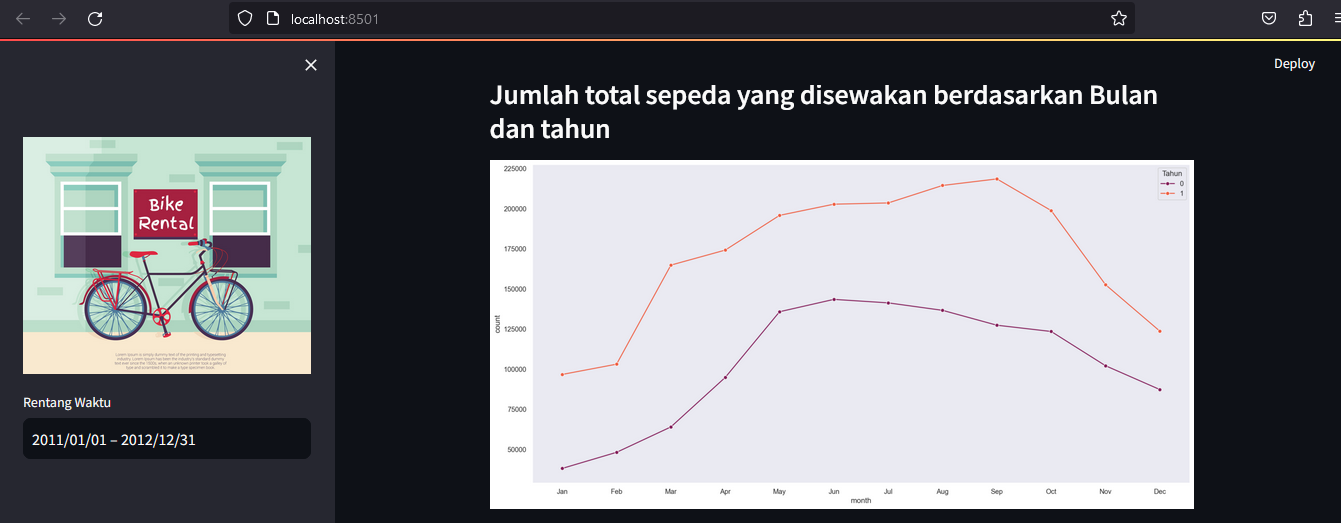 localhost:8501
Deploy
Bike
Rental
Rentang Waktu
2011/01/01 – 2012/12/31
Jumlah total sepeda yang disewakan berdasarkan Bulan
dan tahun
Tahun
0
1
225000
200000
175000
150000
125000
100000
75000
50000
count
Jan Feb Mar Apr May Jun Jul Aug Sep Oct Nov Dec
month